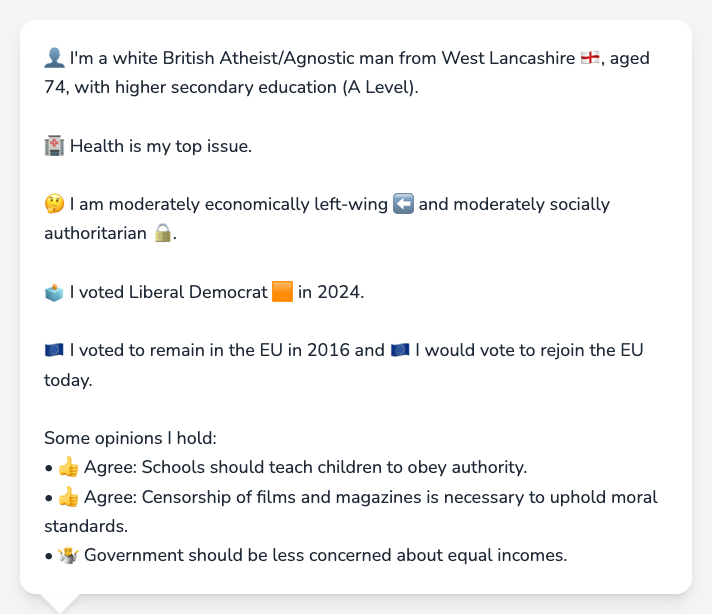 👤 I'm a white British Atheist/Agnostic man from West Lancashire 🏴󠁧󠁢󠁥󠁮󠁧󠁿, aged
74, with higher secondary education (A Level).
🏥 Health is my top issue.
🤔 I am moderately economically left-wing ⬅️ and moderately socially
authoritarian 🔒.
🗳️ I voted Liberal Democrat 🟧 in 2024.
🇪🇺 I voted to remain in the EU in 2016 and 🇪🇺 I would vote to rejoin the EU
today.
Some opinions I hold:
• 👍 Agree: Schools should teach children to obey authority.
• 👍 Agree: Censorship of films and magazines is necessary to uphold moral
standards.
• 🤷 Government should be less concerned about equal incomes.